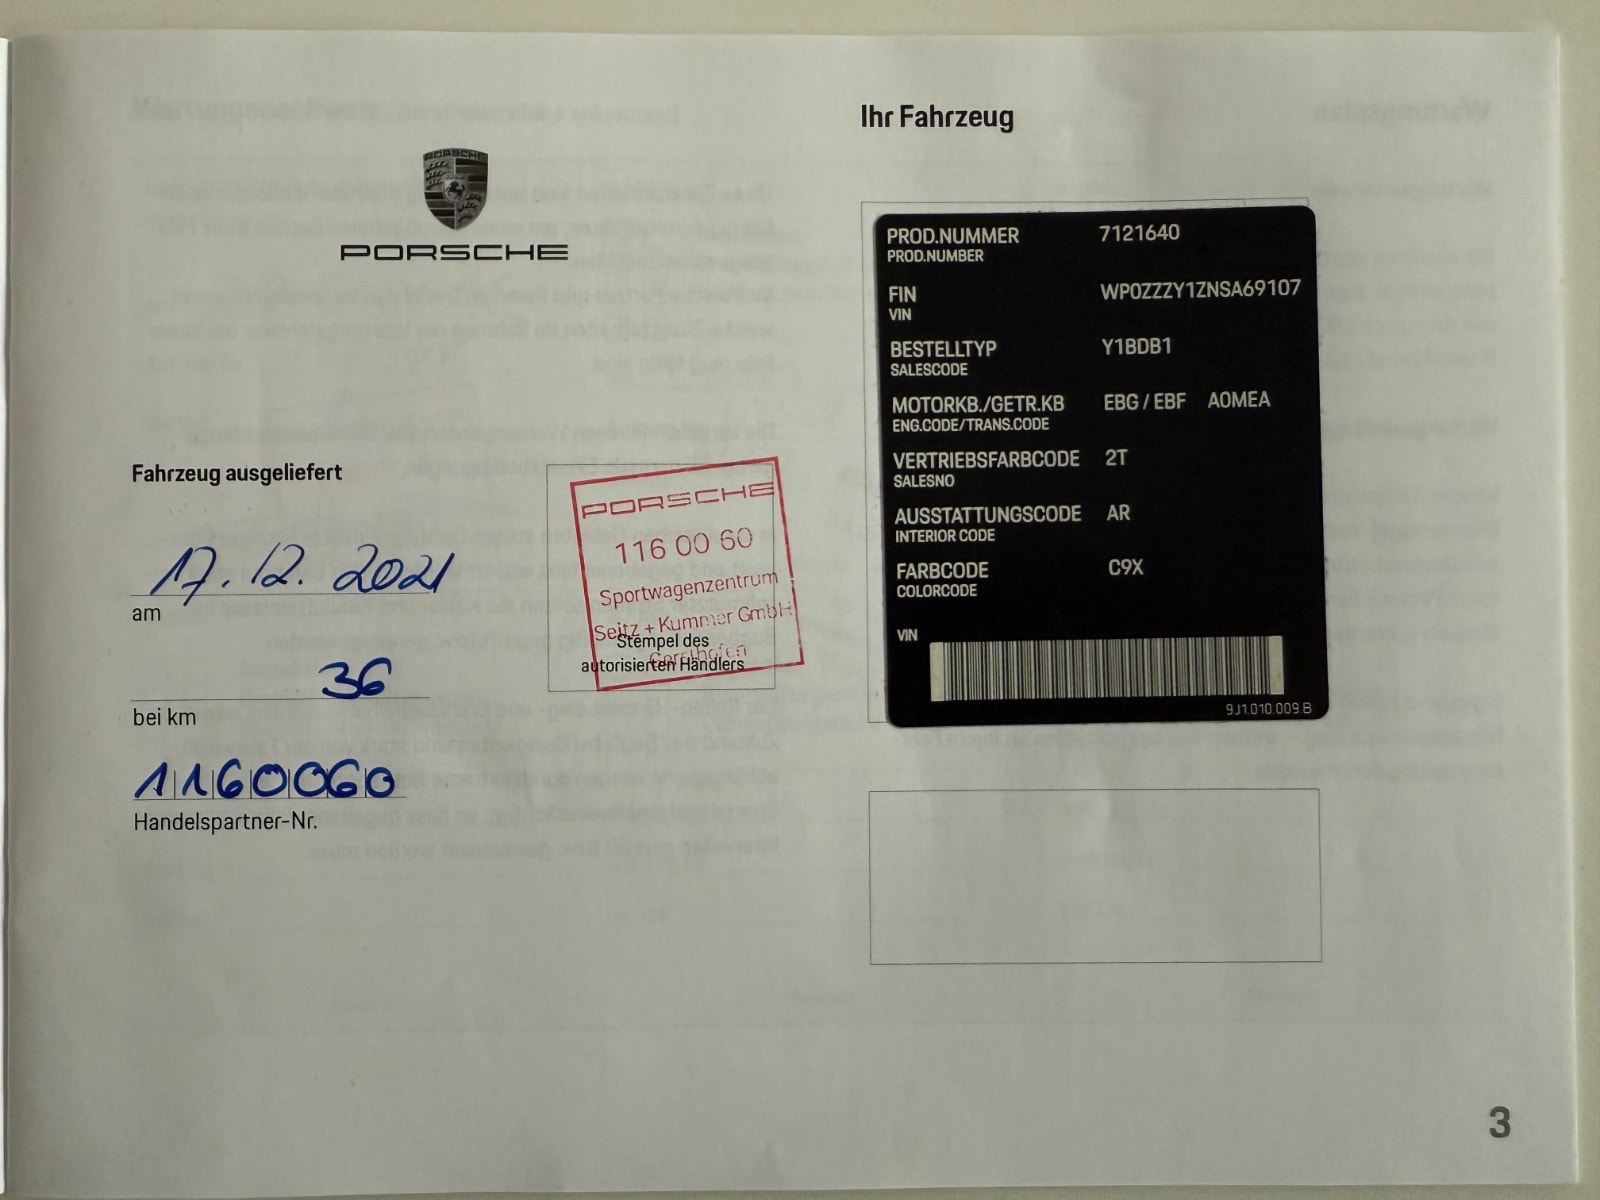 PORSCHE
PORSCHE
Fahrzeug ausgeliefert
17.12.2021
am
36
bei km
1160060
Handelspartner-Nr.
PORSCHE
116 00 60
Sportwagenzentrum
Seitz + Kummer GmbH
Gersthofen
Stempel des
autorisierten Händlers
Ihr Fahrzeug
PROD.NUMMER 7121640
PROD.NUMBER
FIN WP0ZZZY1ZNSA69107
VIN
BESTELLTYP Y1BDB1
SALESCODE
MOTORKB./GETR.KB EBG / EBF A0MEA
ENG.CODE/TRANS.CODE
VERTRIEBSFARBCODE 2T
SALESNO
AUSSTATTUNGSCODE AR
INTERIOR CODE
FARBCODE C9X
COLORCODE
VIN
9J1.010.009 B
3